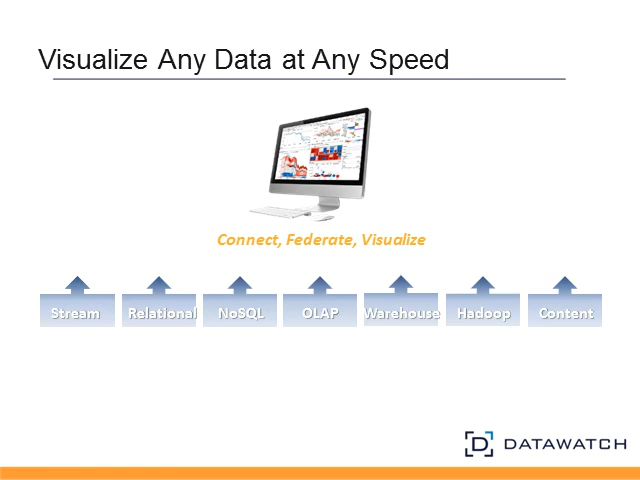 Visualize Any Data at Any Speed
Connect, Federate, Visualize
Stream Relational NoSQL OLAP Warehouse Hadoop Content
D DATAWATCH